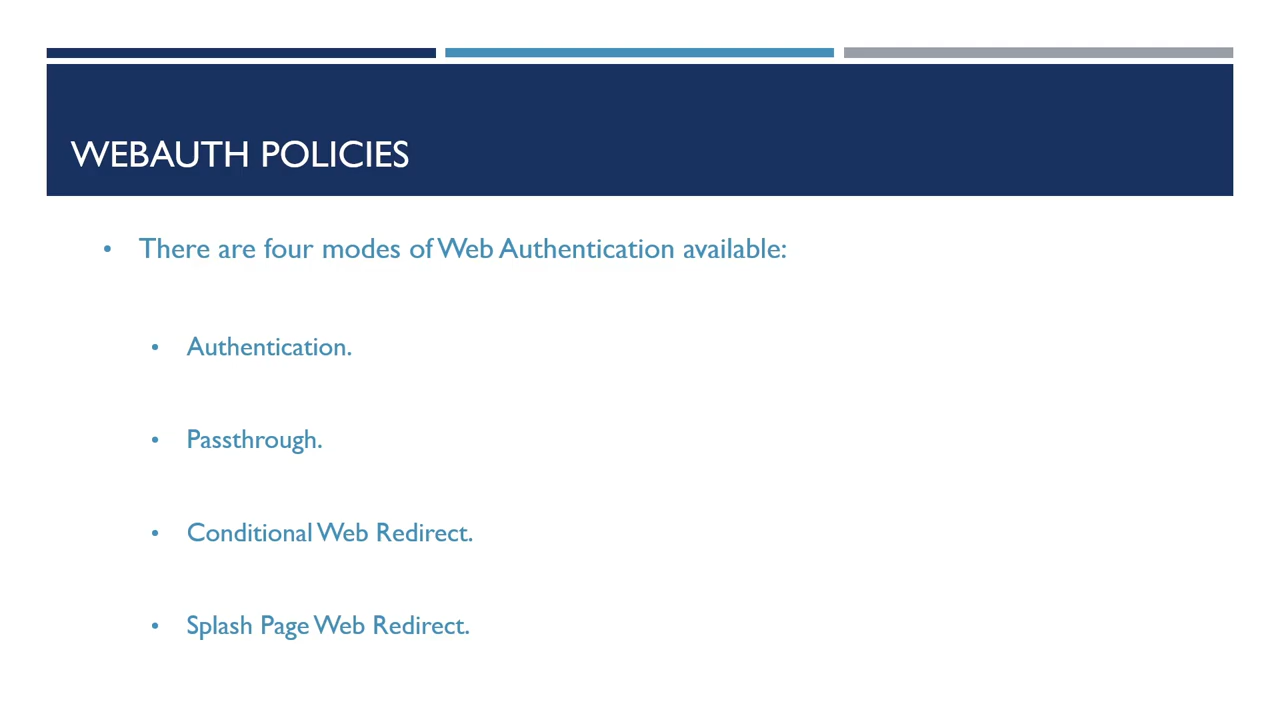 WEBAUTH POLICIES
• There are four modes of Web Authentication available:
• Authentication.
• Passthrough.
• Conditional Web Redirect.
• Splash Page Web Redirect.